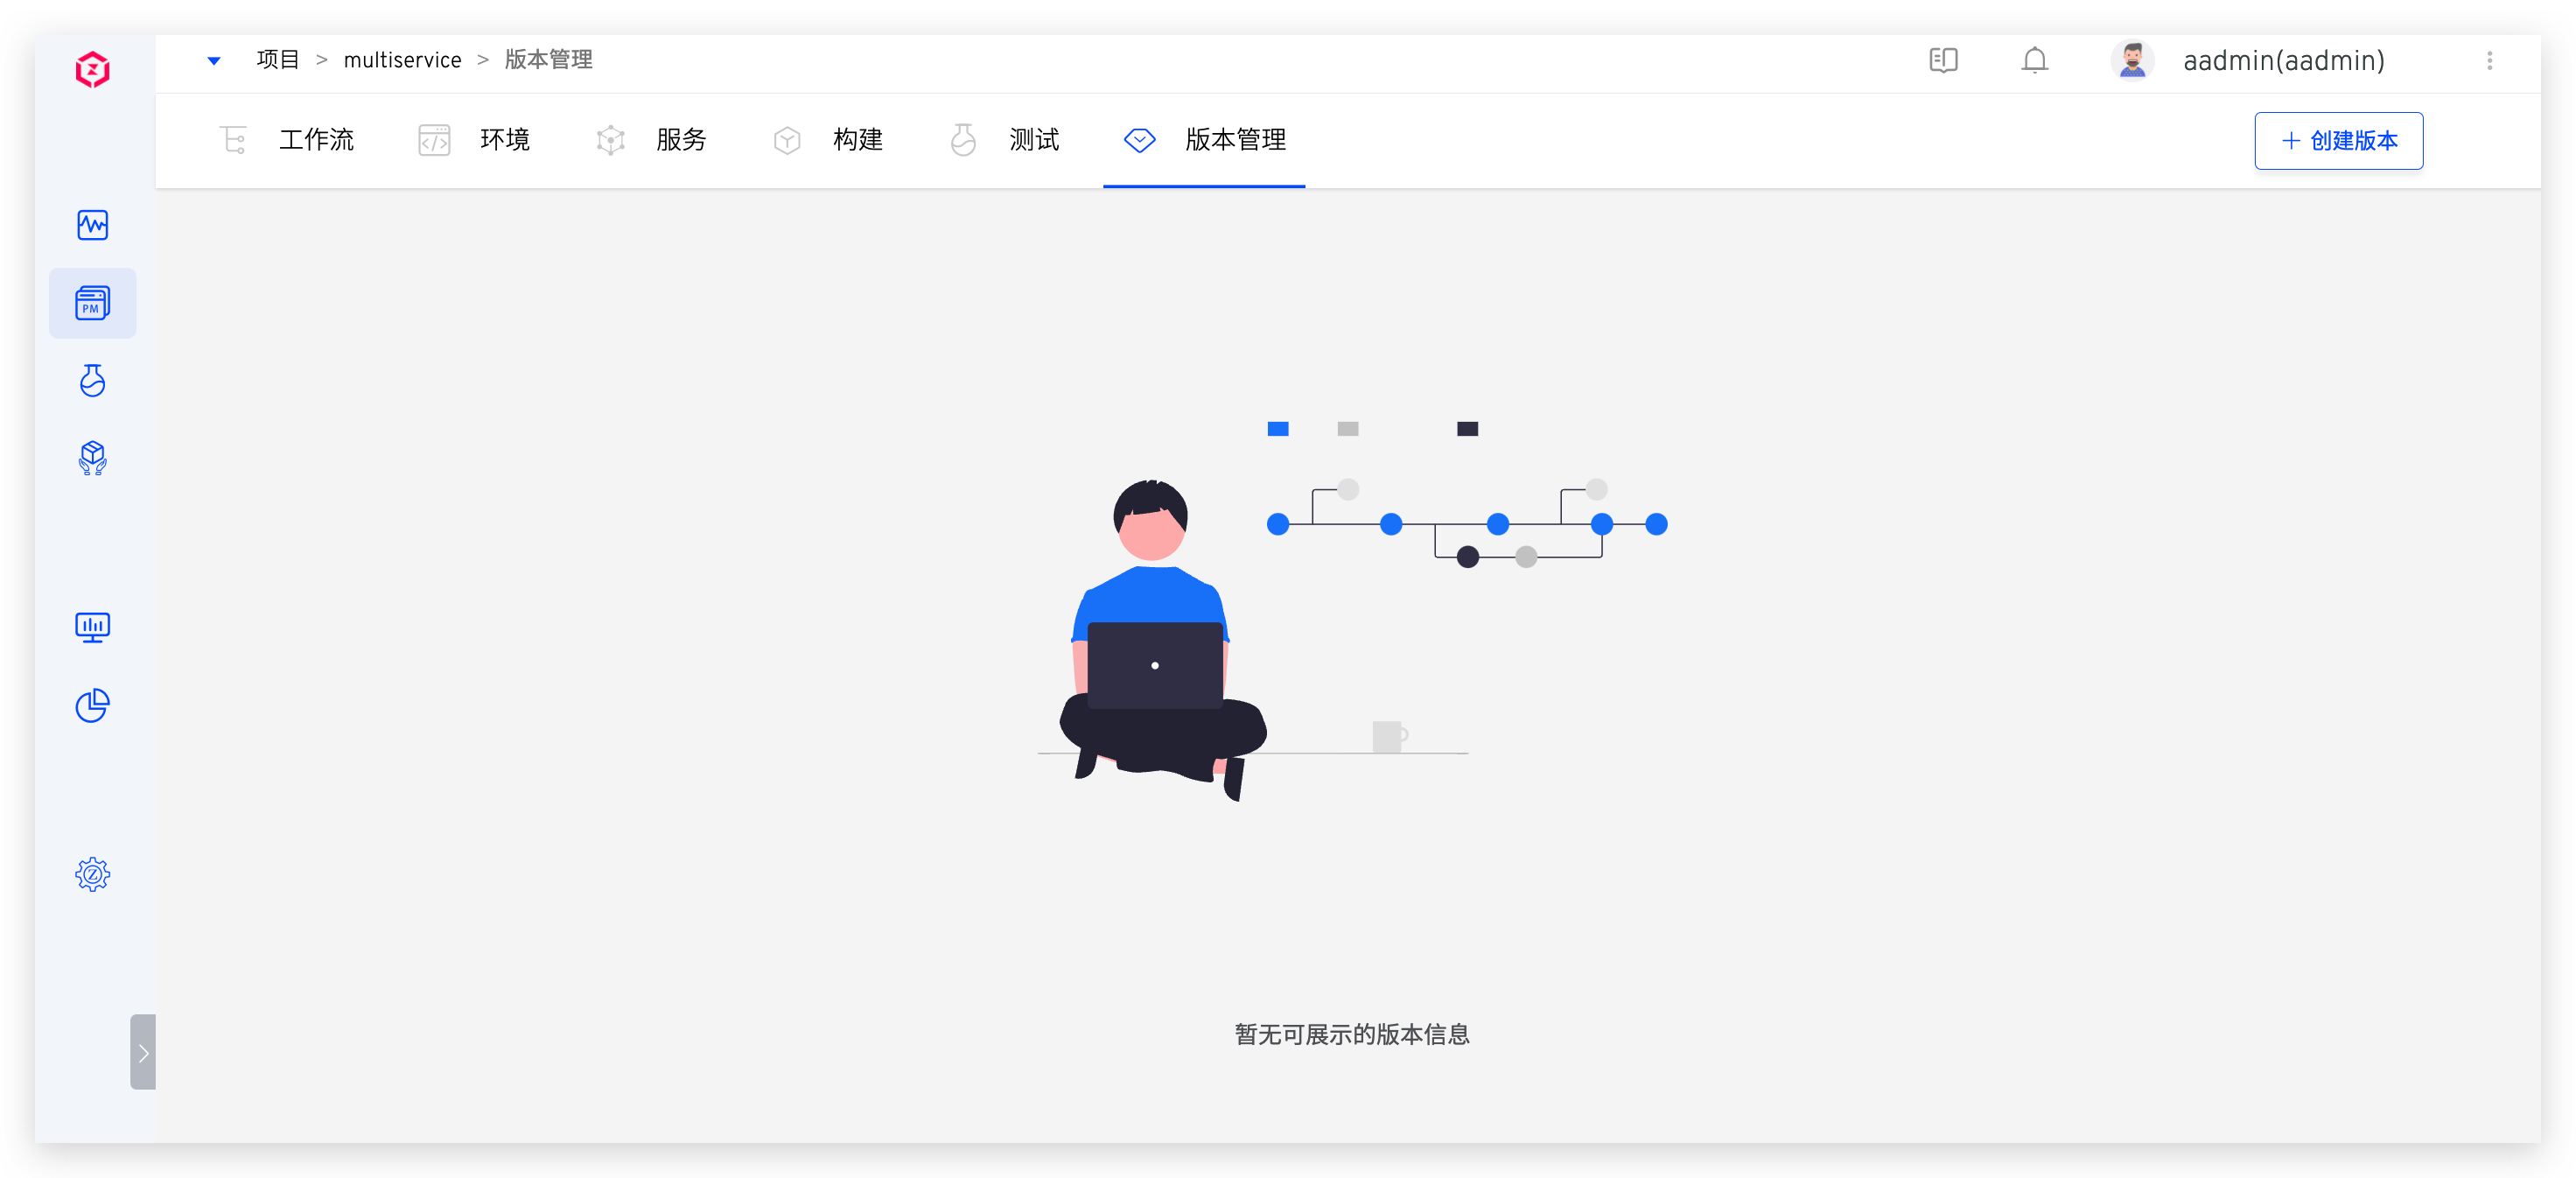 项目 > multiservice > 版本管理
aadmin(aadmin)
工作流 环境 服务 构建 测试 版本管理
+ 创建版本
PM
暂无可展示的版本信息